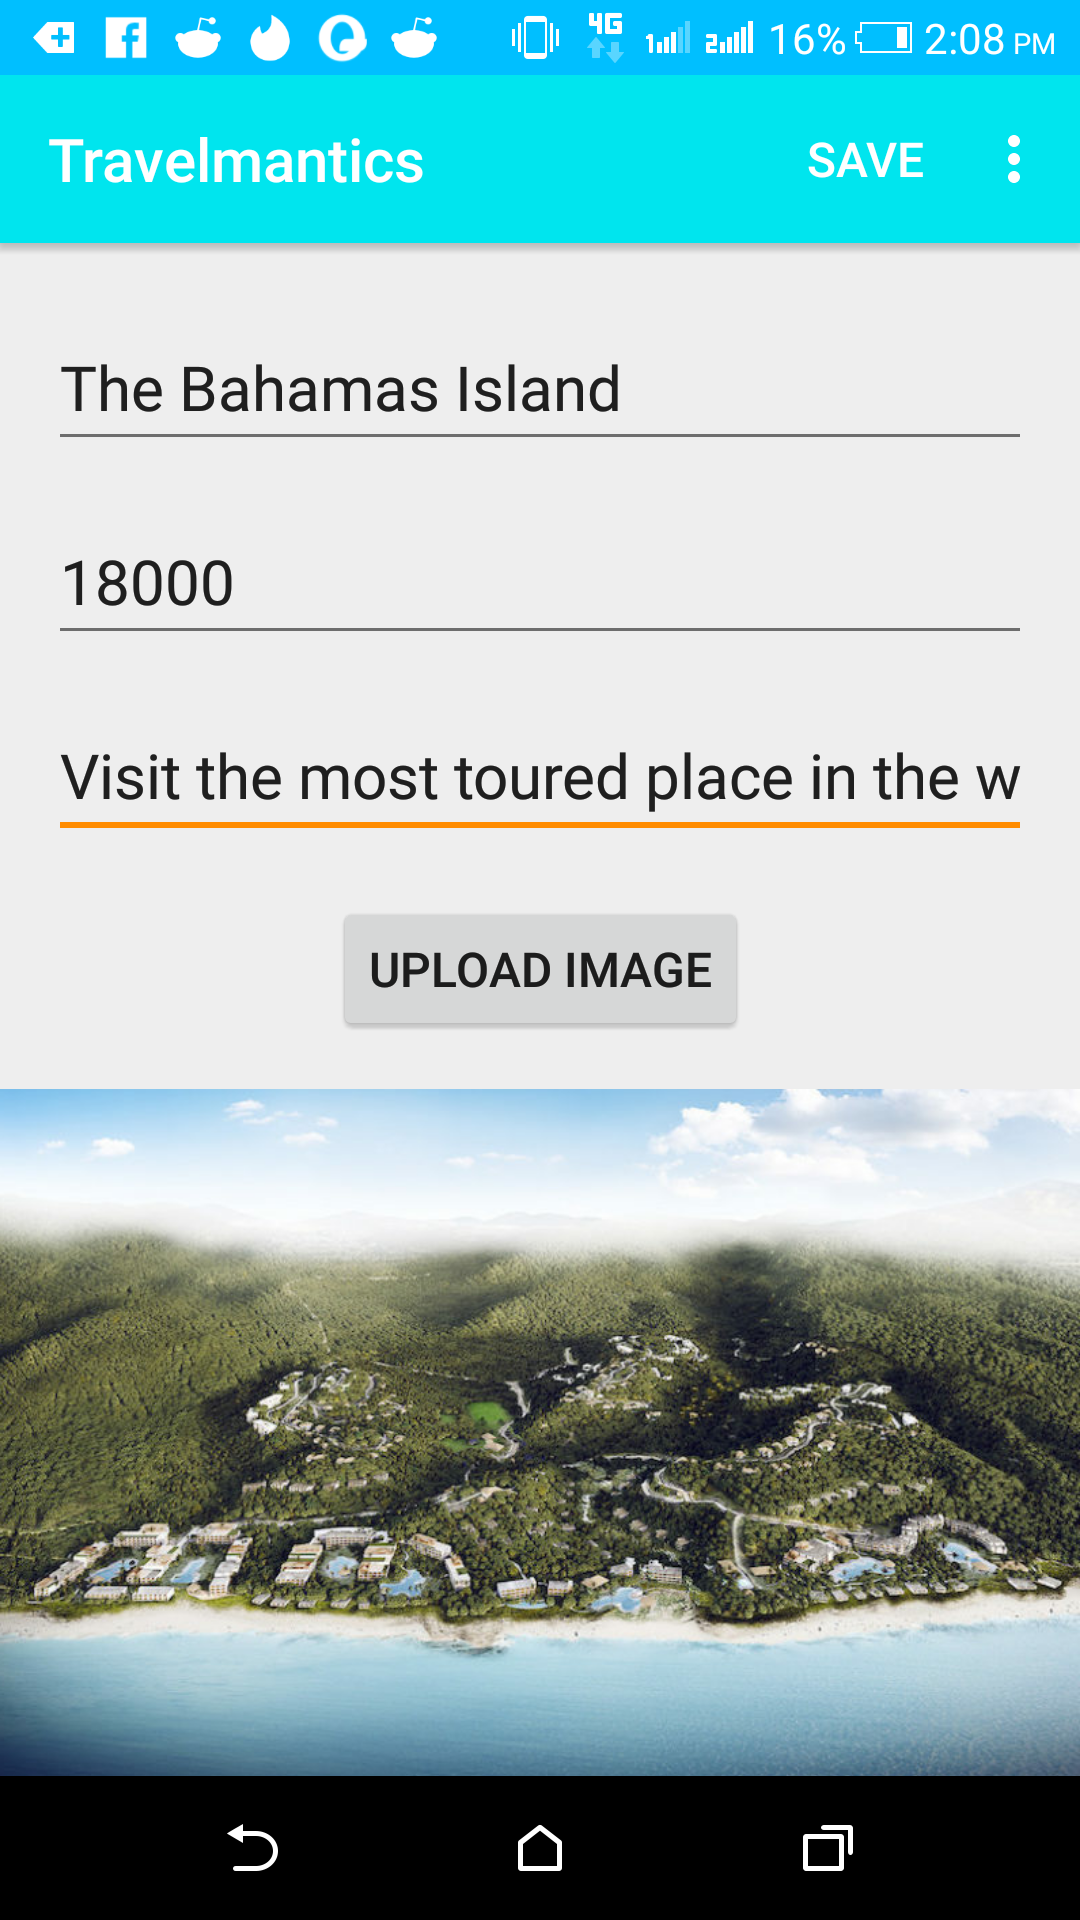 4G
1
2
16%
2:08 PM
Travelmantics
SAVE
The Bahamas Island
18000
Visit the most toured place in the w
UPLOAD IMAGE